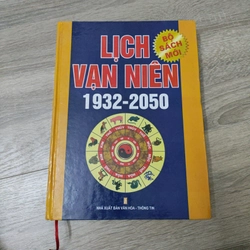 LỊCH
VẠN NIÊN
1932-2050
BỘ SÁCH
MỚI
NHÀ XUẤT BẢN VĂN HÓA - THÔNG TIN